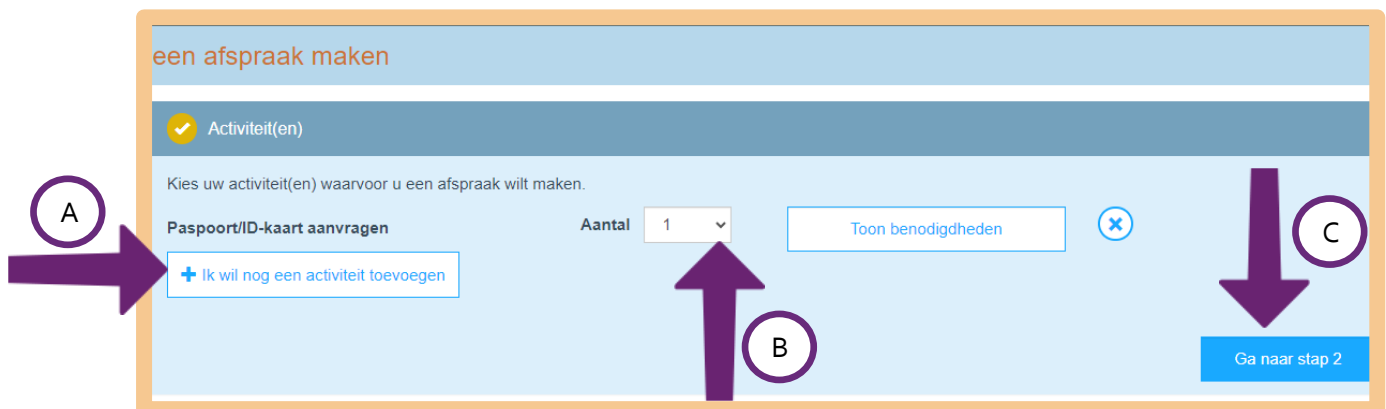 een afspraak maken
Activiteit(en)
Kies uw activiteit(en) waarvoor u een afspraak wilt maken.
A
Paspoort/ID-kaart aanvragen Aantal 1 Toon benodigdheden
C
Ik wil nog een activiteit toevoegen
B
Ga naar stap 2